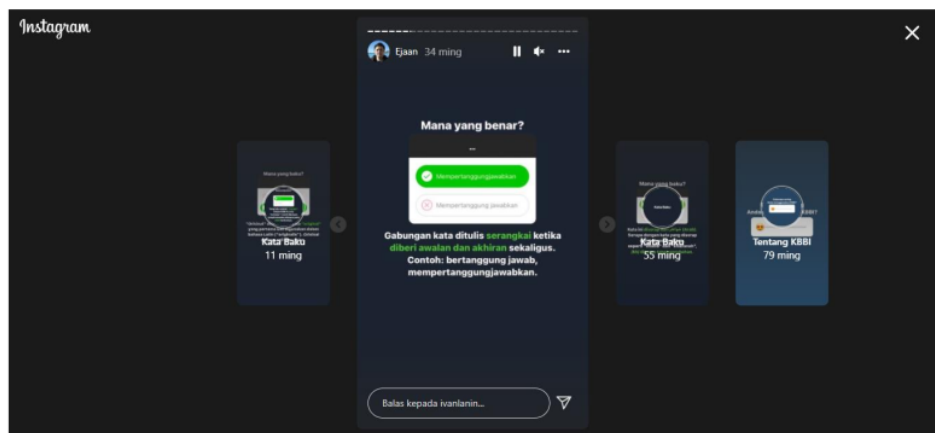 Instagram
Ejaan 34 ming
Mana yang benar?
...
Mempertanggungjawabkan
Mempertanggung jawabkan
Gabungan kata ditulis serangkai ketika
diberi awalan dan akhiran sekaligus.
Contoh: bertanggung jawab,
mempertanggungjawabkan.
Balas kepada ivanlanin...
Mana yang baku?
Kata Baku
11 ming
Mana yang baku?
Kata Baku
Kata Baku
55 ming
Tentang KBBI
79 ming